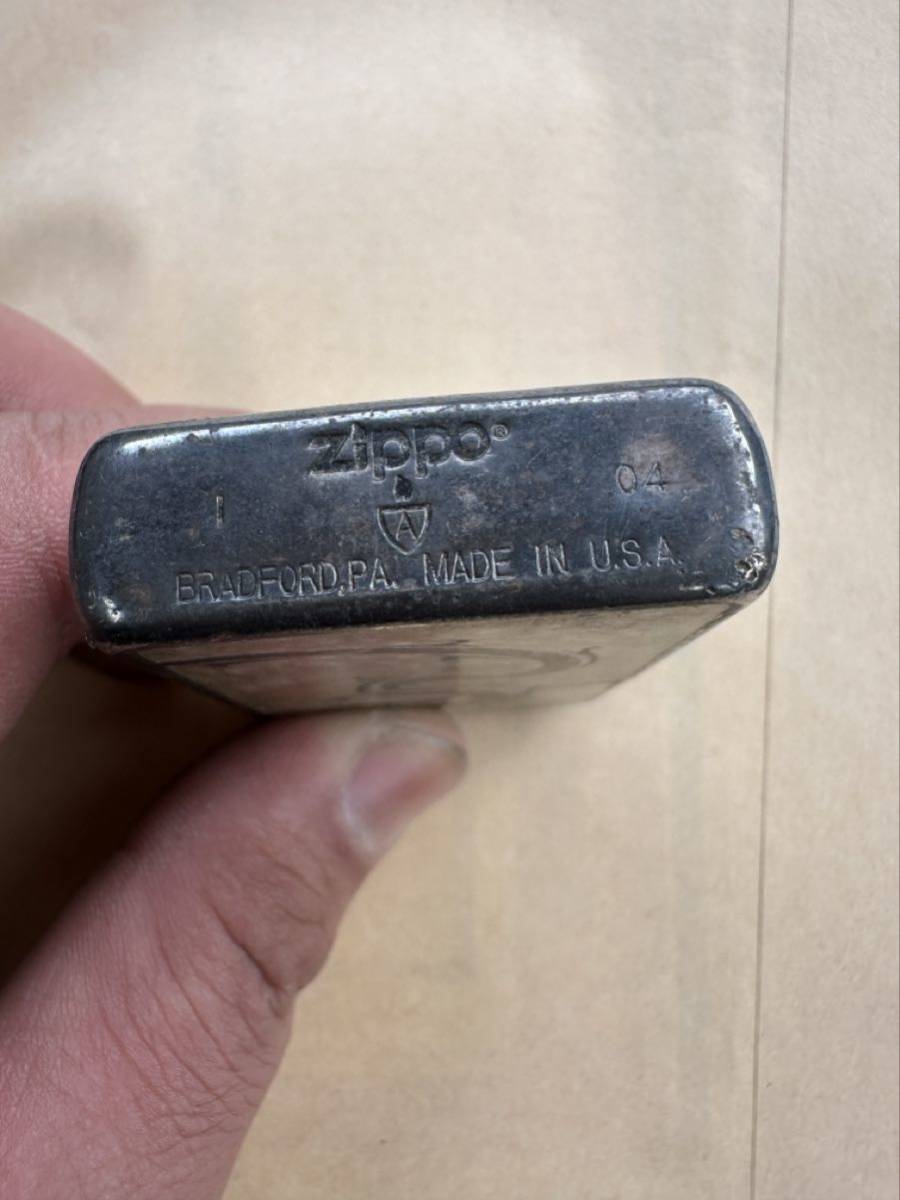 Zippo®
I 04
A
BRADFORD,PA. MADE IN U.S.A.